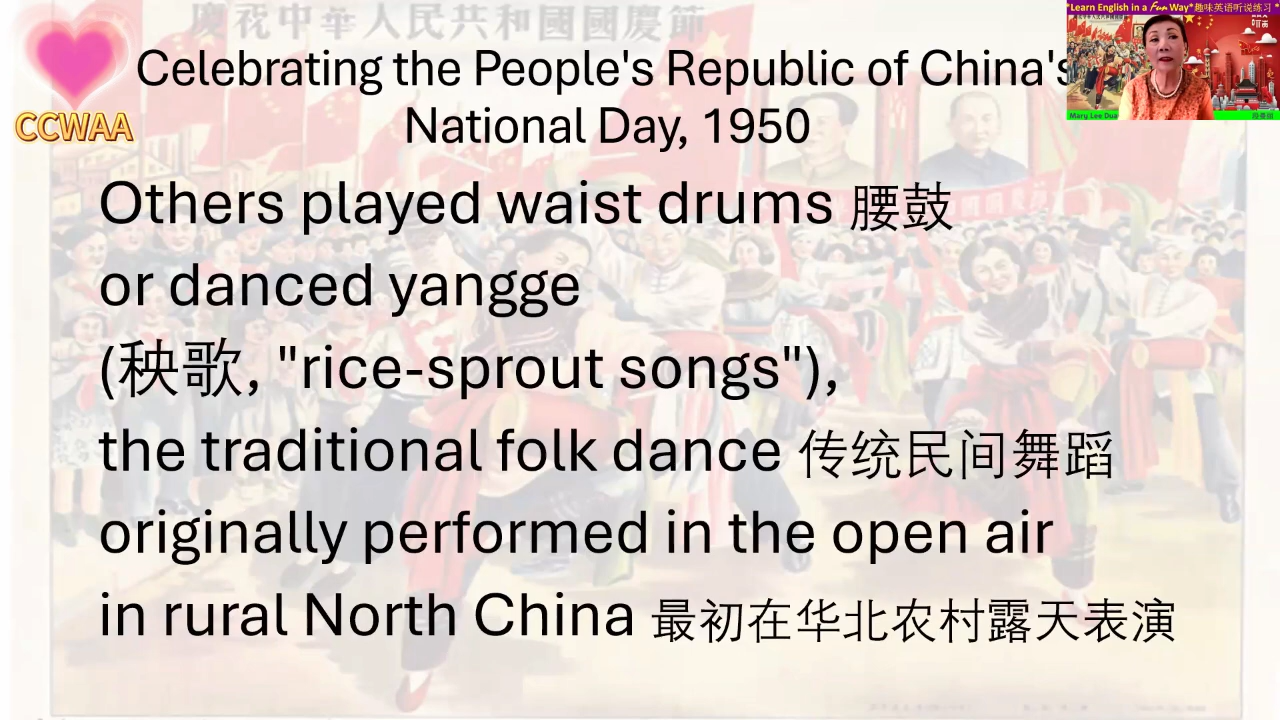 慶祝中華人民共和國國慶節
*Learn English in a Fun Way*趣味英语听说练习 *
Celebrating the People's Republic of China's
National Day, 1950
CCWAA
Mary Lee Dua
Others played waist drums 腰鼓
or danced yangge
(秧歌, "rice-sprout songs"),
the traditional folk dance 传统民间舞蹈
originally performed in the open air
in rural North China 最初在华北农村露天表演